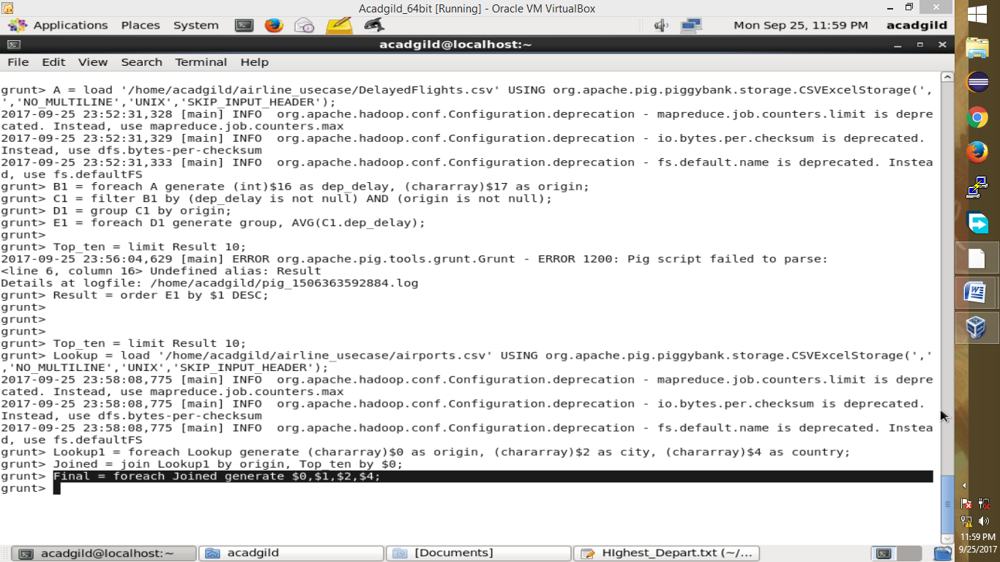 Acadgild_64bit [Running] - Oracle VM VirtualBox
Applications Places System Mon Sep 25, 11:59 PM acadgild
acadgild@localhost:~
File Edit View Search Terminal Help
grunt> A = load '/home/acadgild/airline_usecase/DelayedFlights.csv' USING org.apache.pig.piggybank.storage.CSVExcelStorage(',
','NO_MULTILINE','UNIX','SKIP_INPUT_HEADER');
2017-09-25 23:52:31,328 [main] INFO  org.apache.hadoop.conf.Configuration.deprecation - mapreduce.job.counters.limit is depre
cated. Instead, use mapreduce.job.counters.max
2017-09-25 23:52:31,329 [main] INFO  org.apache.hadoop.conf.Configuration.deprecation - io.bytes.per.checksum is deprecated.
Instead, use dfs.bytes-per-checksum
2017-09-25 23:52:31,333 [main] INFO  org.apache.hadoop.conf.Configuration.deprecation - fs.default.name is deprecated. Instea
d, use fs.defaultFS
grunt> B1 = foreach A generate (int)$16 as dep_delay, (chararray)$17 as origin;
grunt> C1 = filter B1 by (dep_delay is not null) AND (origin is not null);
grunt> D1 = group C1 by origin;
grunt> E1 = foreach D1 generate group, AVG(C1.dep_delay);
grunt>
grunt> Top_ten = limit Result 10;
2017-09-25 23:56:04,629 [main] ERROR org.apache.pig.tools.grunt.Grunt - ERROR 1200: Pig script failed to parse:
<line 6, column 16> Undefined alias: Result
Details at logfile: /home/acadgild/pig_1506363592884.log
grunt> Result = order E1 by $1 DESC;
grunt>
grunt>
grunt>
grunt> Top_ten = limit Result 10;
grunt> Lookup = load '/home/acadgild/airline_usecase/airports.csv' USING org.apache.pig.piggybank.storage.CSVExcelStorage(','
,'NO_MULTILINE','UNIX','SKIP_INPUT_HEADER');
2017-09-25 23:58:08,775 [main] INFO  org.apache.hadoop.conf.Configuration.deprecation - mapreduce.job.counters.limit is depre
cated. Instead, use mapreduce.job.counters.max
2017-09-25 23:58:08,775 [main] INFO  org.apache.hadoop.conf.Configuration.deprecation - io.bytes.per.checksum is deprecated.
Instead, use dfs.bytes-per-checksum
2017-09-25 23:58:08,775 [main] INFO  org.apache.hadoop.conf.Configuration.deprecation - fs.default.name is deprecated. Instea
d, use fs.defaultFS
grunt> Lookup1 = foreach Lookup generate (chararray)$0 as origin, (chararray)$2 as city, (chararray)$4 as country;
grunt> Joined = join Lookup1 by origin, Top_ten by $0;
grunt> Final = foreach Joined generate $0,$1,$2,$4;
grunt>
acadgild@localhost:~ acadgild [Documents] HIghest_Depart.txt (~/...
11:59 PM
9/25/2017